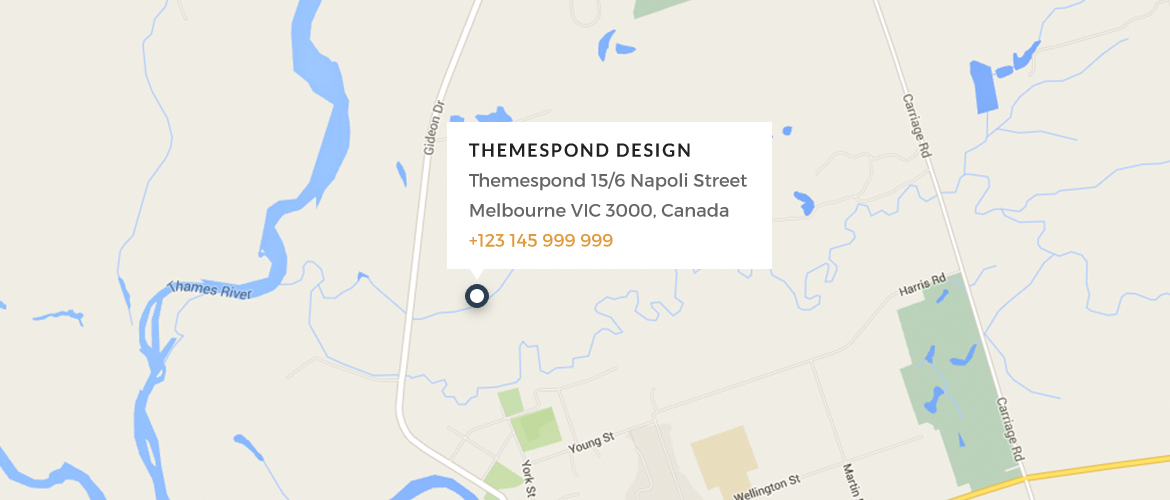 Gideon Dr
Carriage Rd
THEMESPOND DESIGN
Themespond 15/6 Napoli Street
Melbourne VIC 3000, Canada
+123 145 999 999
Thames River
Harris Rd
Carriage Rd
Young St
York St
Wellington St